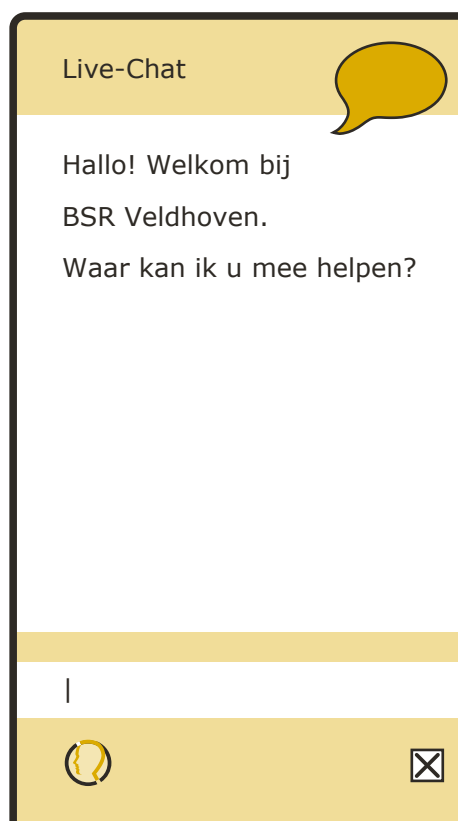 Live-Chat
Hallo! Welkom bij
BSR Veldhoven.
Waar kan ik u mee helpen?
|